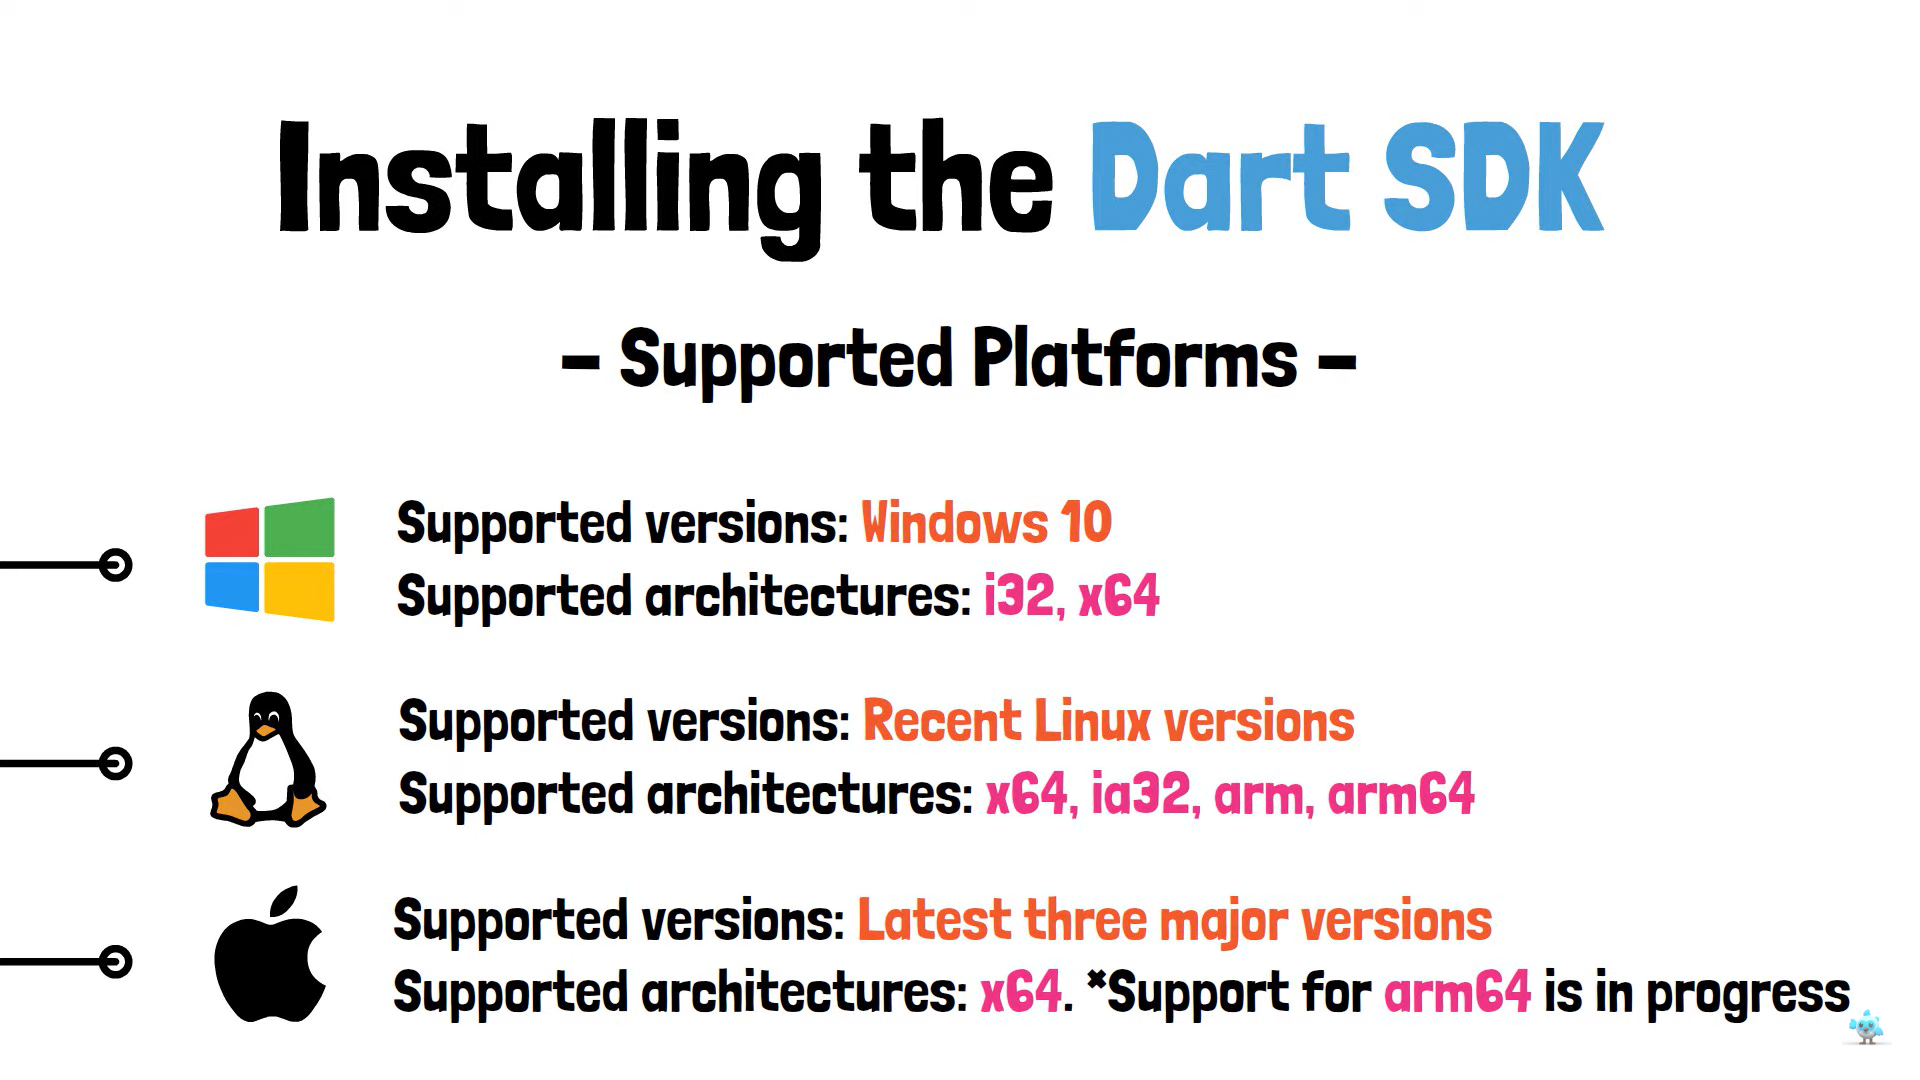 Installing the Dart SDK
- Supported Platforms -
Supported versions: Windows 10
Supported architectures: i32, x64
Supported versions: Recent Linux versions
Supported architectures: x64, ia32, arm, arm64
Supported versions: Latest three major versions
Supported architectures: x64. *Support for arm64 is in progress